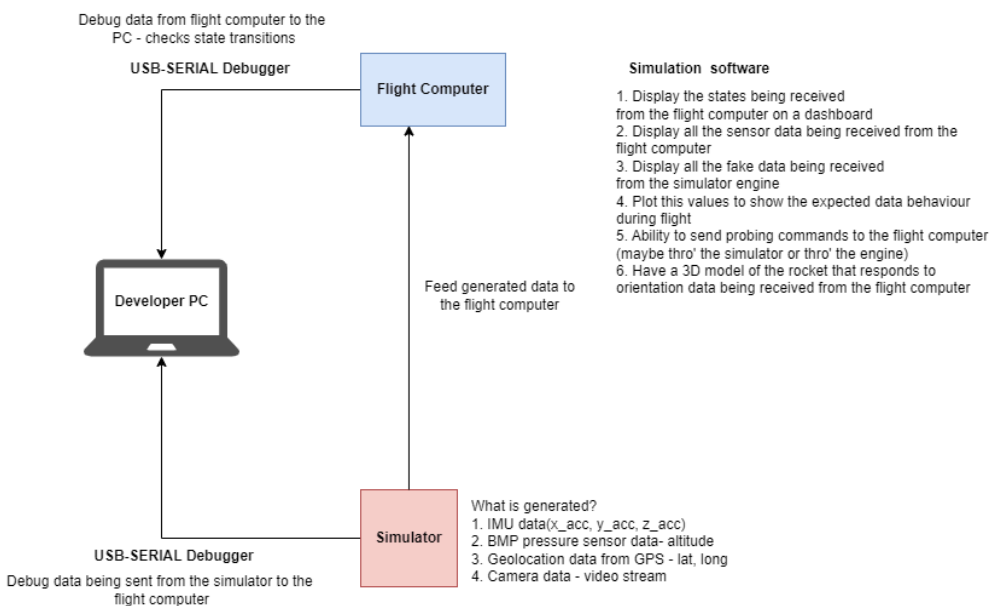 Debug data from flight computer to the
PC - checks state transitions
USB-SERIAL Debugger
Flight Computer
Simulation software
1. Display the states being received
from the flight computer on a dashboard
2. Display all the sensor data being received from the
flight computer
3. Display all the fake data being received
from the simulator engine
4. Plot this values to show the expected data behaviour
during flight
5. Ability to send probing commands to the flight computer
(maybe thro' the simulator or thro' the engine)
6. Have a 3D model of the rocket that responds to
orientation data being received from the flight computer
Developer PC
Feed generated data to
the flight computer
Simulator
What is generated?
1. IMU data(x_acc, y_acc, z_acc)
2. BMP pressure sensor data- altitude
3. Geolocation data from GPS - lat, long
4. Camera data - video stream
USB-SERIAL Debugger
Debug data being sent from the simulator to the
flight computer